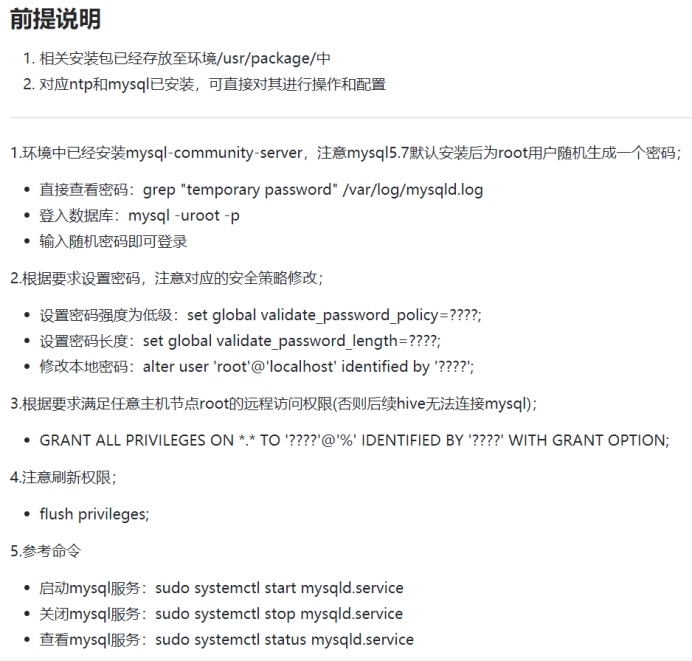 前提说明
1. 相关安装包已经存放至环境/usr/package/中
2. 对应ntp和mysql已安装，可直接对其进行操作和配置
1.环境中已经安装mysql-community-server，注意mysql5.7默认安装后为root用户随机生成一个密码；
• 直接查看密码：grep "temporary password" /var/log/mysqld.log
• 登入数据库：mysql -uroot -p
• 输入随机密码即可登录
2.根据要求设置密码，注意对应的安全策略修改；
• 设置密码强度为低级：set global validate_password_policy=????;
• 设置密码长度：set global validate_password_length=????;
• 修改本地密码：alter user 'root'@'localhost' identified by '????';
3.根据要求满足任意主机节点root的远程访问权限(否则后续hive无法连接mysql)；
• GRANT ALL PRIVILEGES ON *.* TO '????'@'%' IDENTIFIED BY '????' WITH GRANT OPTION;
4.注意刷新权限；
• flush privileges;
5.参考命令
• 启动mysql服务：sudo systemctl start mysqld.service
• 关闭mysql服务：sudo systemctl stop mysqld.service
• 查看mysql服务：sudo systemctl status mysqld.service